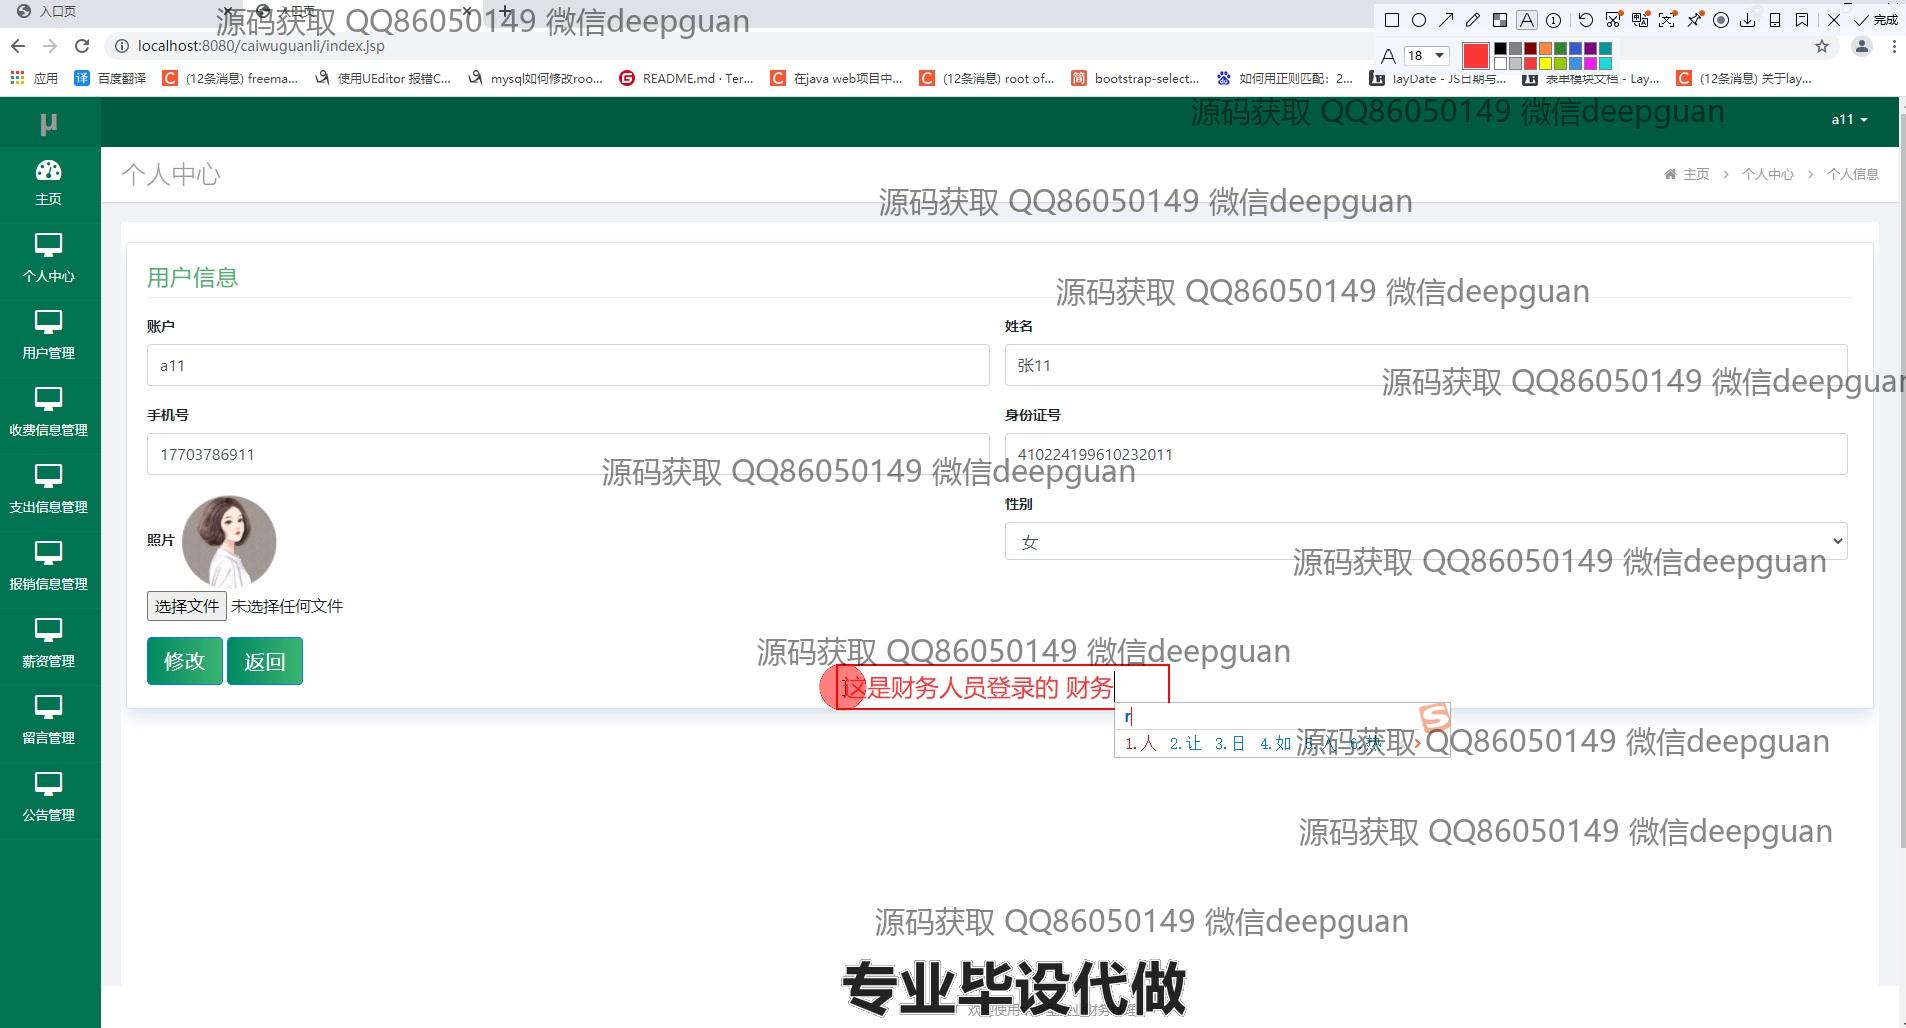 入口页
源码获取 QQ86050149 微信deepguan
完成
localhost:8080/caiwuguanli/index.jsp
18
应用
百度翻译
(12条消息) freema...
使用UEditor 报错C...
mysql如何修改roo...
README.md · Ter...
在java web项目中...
(12条消息) root of...
bootstrap-select...
如何用正则匹配：2...
layDate - JS日期与...
表单模块文档 - Lay...
(12条消息) 关于lay...
μ
源码获取 QQ86050149 微信deepguan
a11
主页
个人中心
用户管理
收费信息管理
支出信息管理
报销信息管理
薪资管理
留言管理
公告管理
个人中心
主页 > 个人中心 > 个人信息
源码获取 QQ86050149 微信deepguan
用户信息
源码获取 QQ86050149 微信deepguan
账户
姓名
a11
张11
源码获取 QQ86050149 微信deepguan
手机号
身份证号
17703786911
410224199610232011
源码获取 QQ86050149 微信deepguan
照片
性别
女
源码获取 QQ86050149 微信deepguan
选择文件 未选择任何文件
修改
返回
源码获取 QQ86050149 微信deepguan
这是财务人员登录的 财务
r
1.人 2.让 3.日 4.如
源码获取 QQ86050149 微信deepguan
源码获取 QQ86050149 微信deepguan
源码获取 QQ86050149 微信deepguan
专业毕设代做